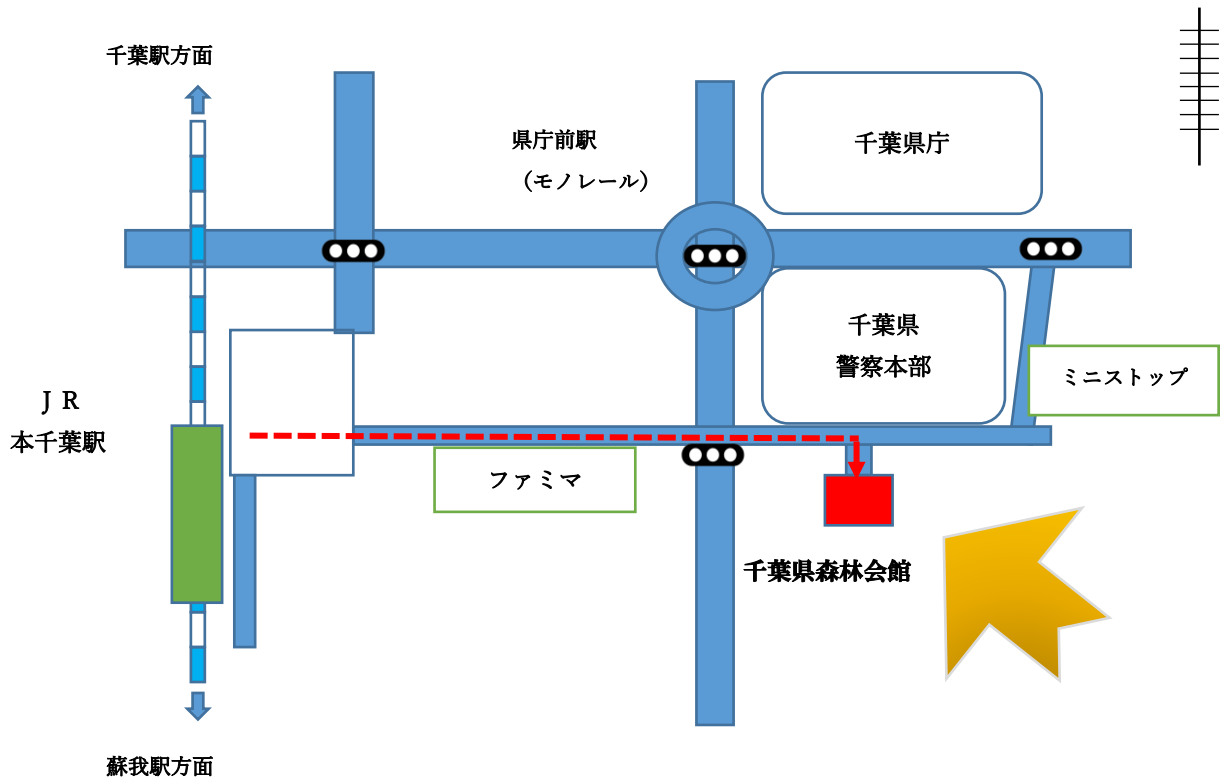 千葉駅方面
県庁前駅
（モノレール）
千葉県庁
千葉県
警察本部
ミニストップ
ＪＲ
本千葉駅
ファミマ
千葉県森林会館
蘇我駅方面